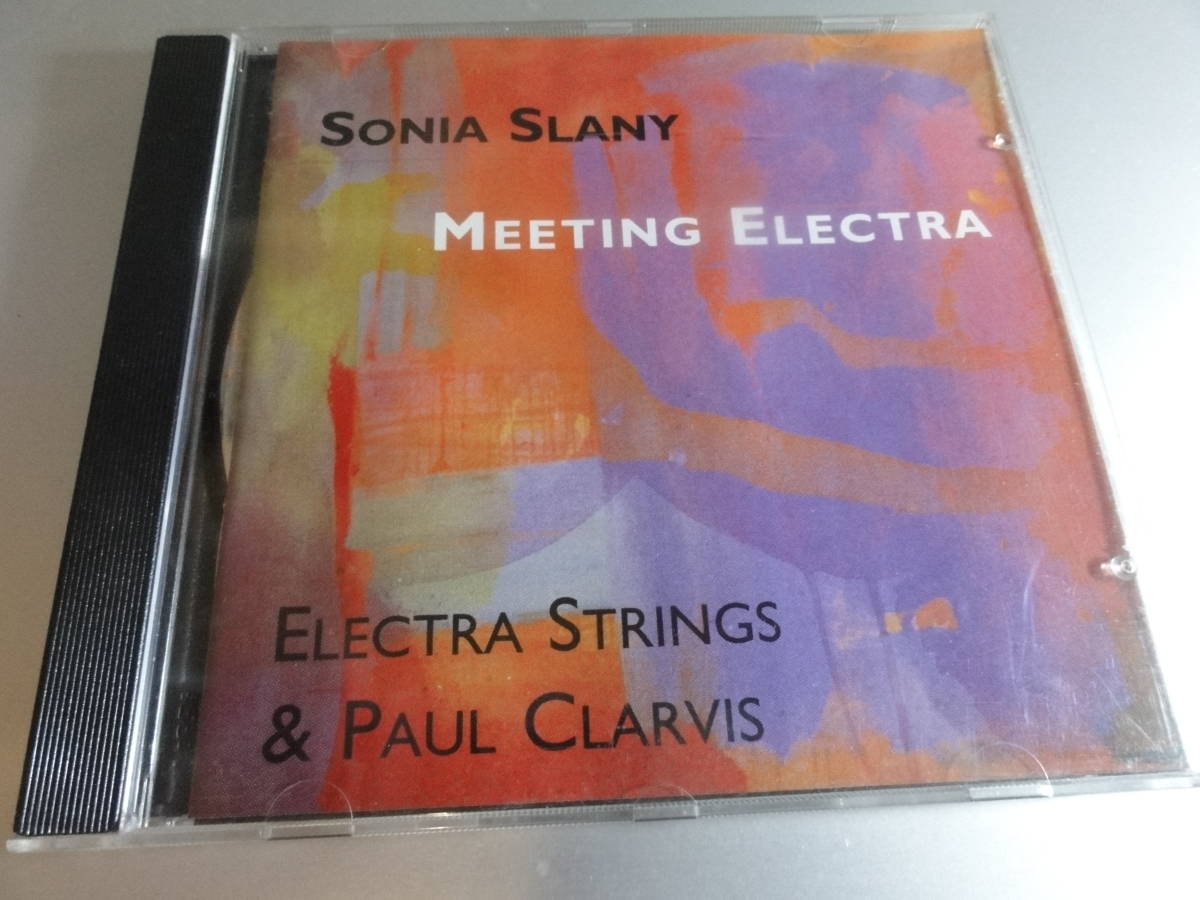 SONIA SLANY
MEETING ELECTRA
ELECTRA STRINGS
& PAUL CLARVIS